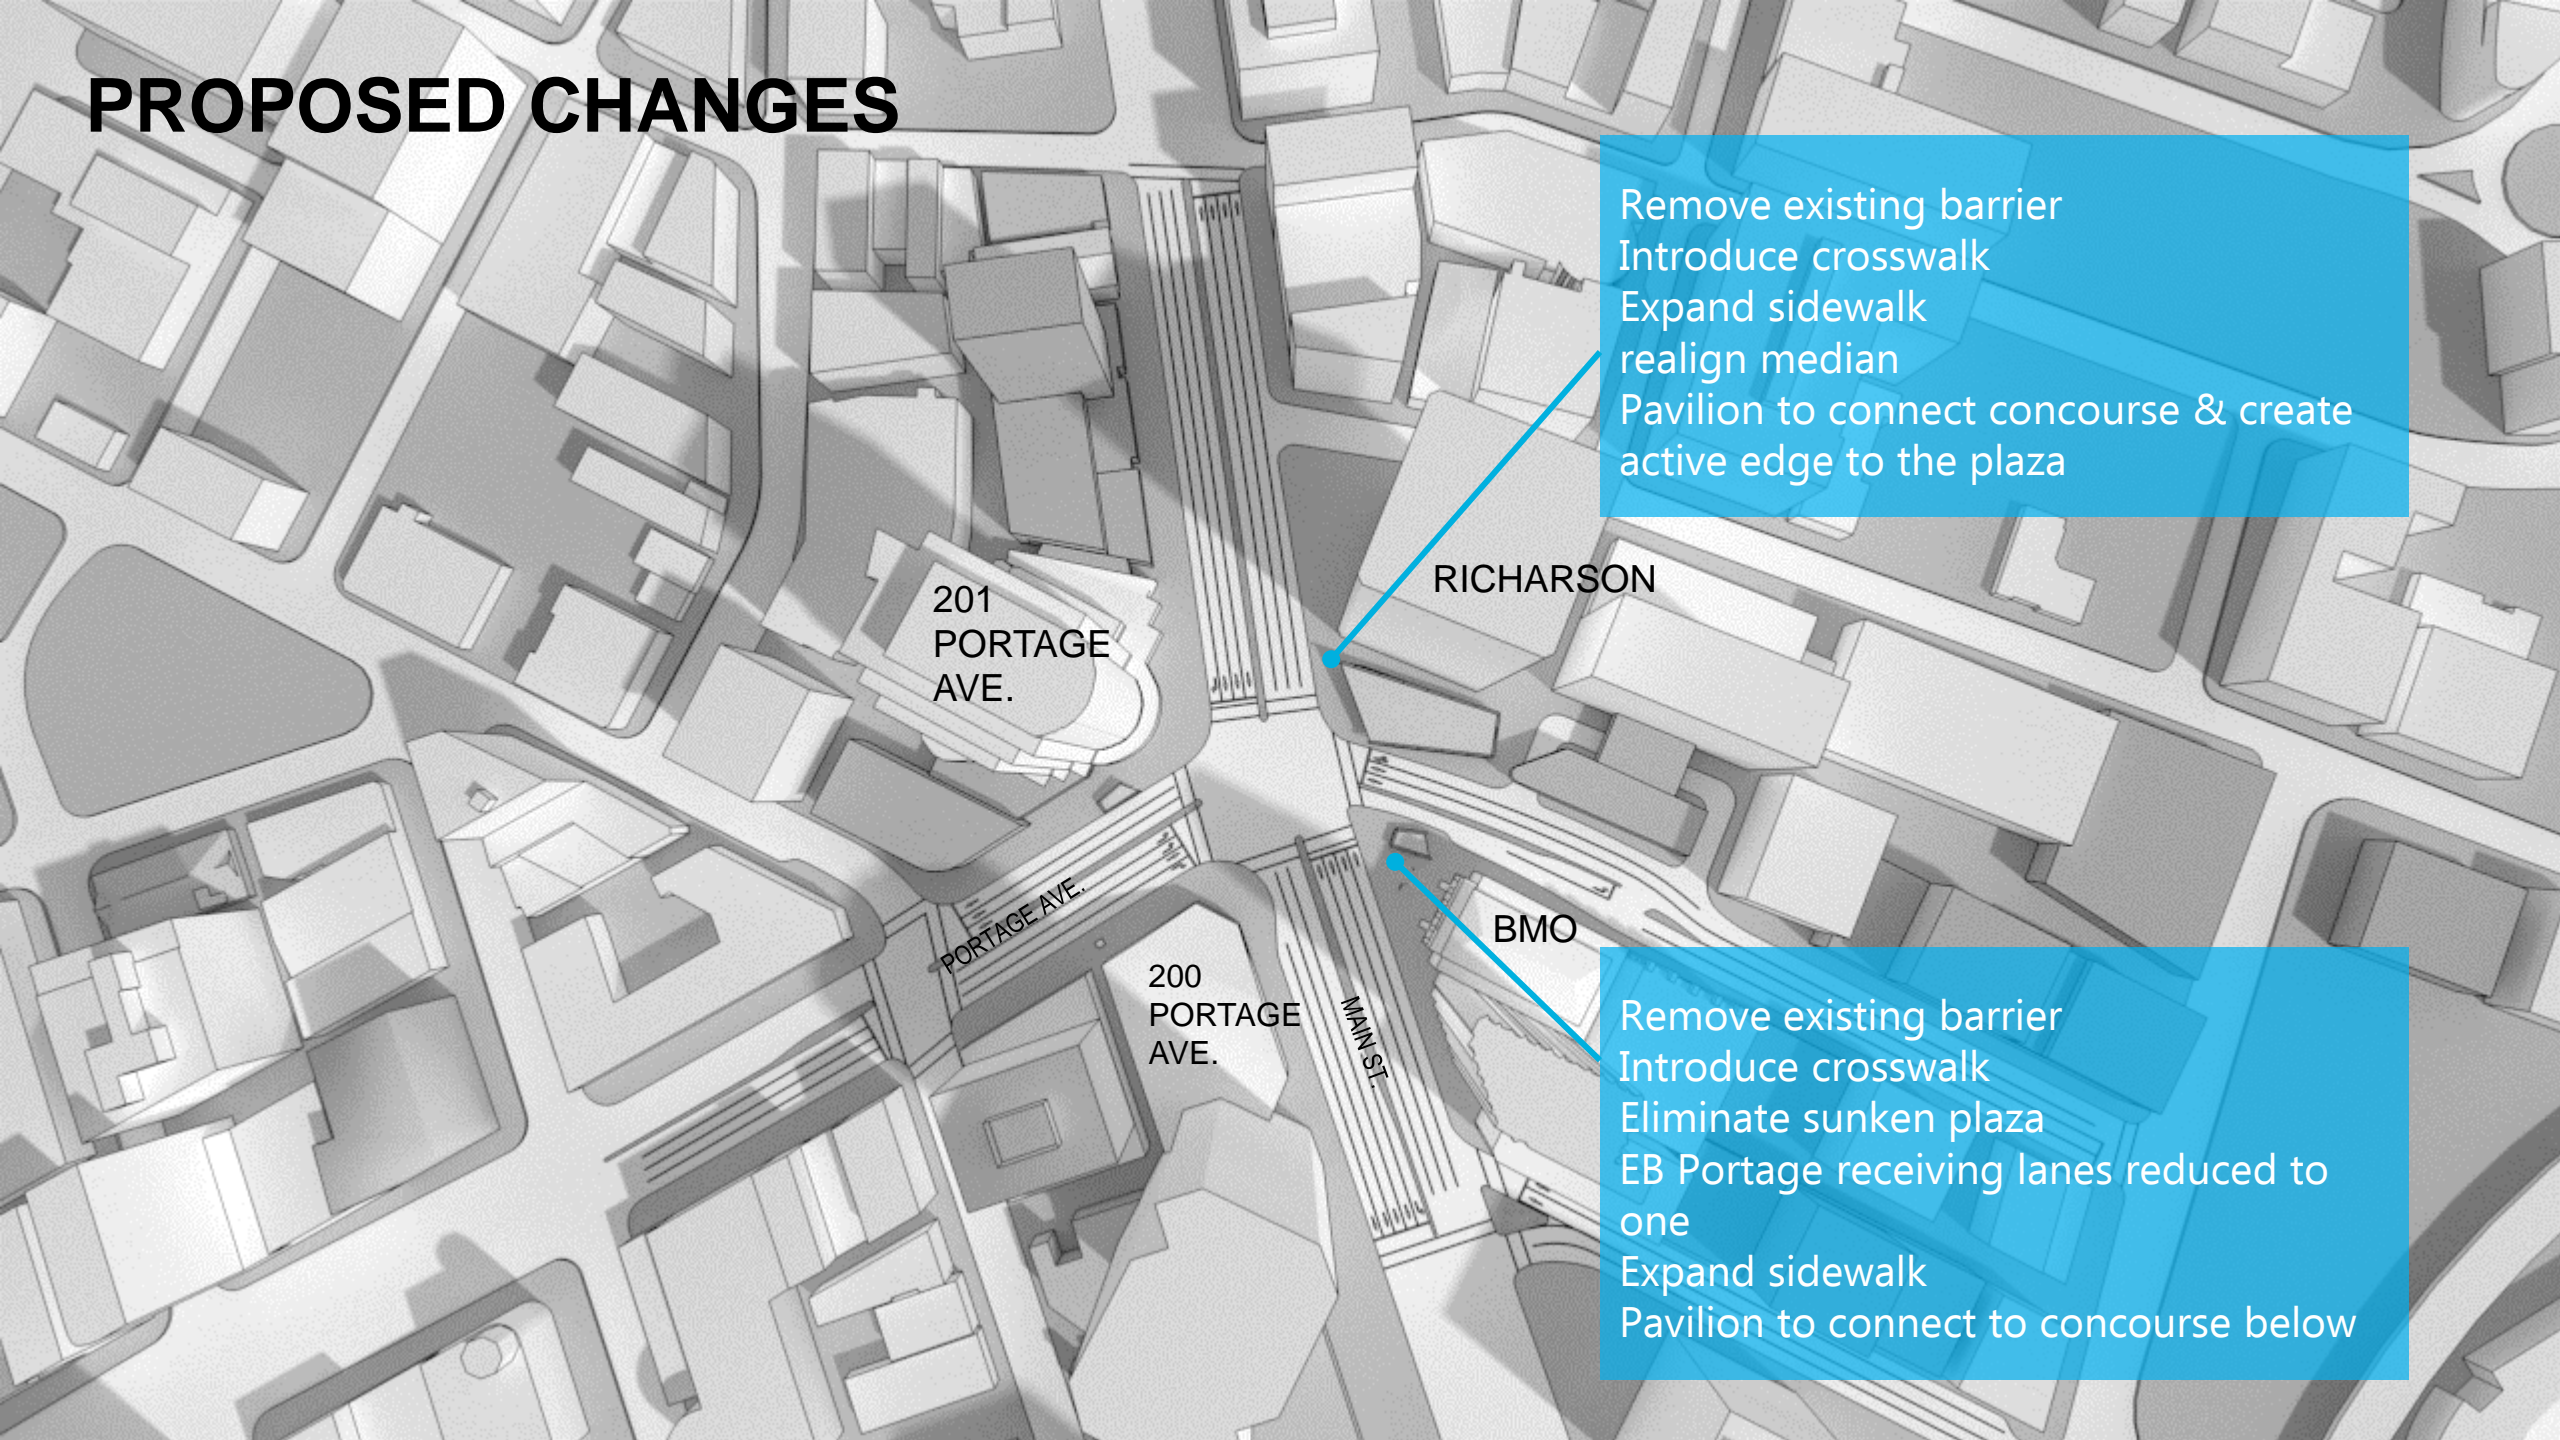 PROPOSED CHANGES
Remove existing barrier
Introduce crosswalk
Expand sidewalk
realign median
Pavilion to connect concourse & create
active edge to the plaza
RICHARSON
201
PORTAGE
AVE.
PORTAGE AVE.
BMO
200
PORTAGE
AVE.
MAIN ST.
Remove existing barrier
Introduce crosswalk
Eliminate sunken plaza
EB Portage receiving lanes reduced to
one
Expand sidewalk
Pavilion to connect to concourse below